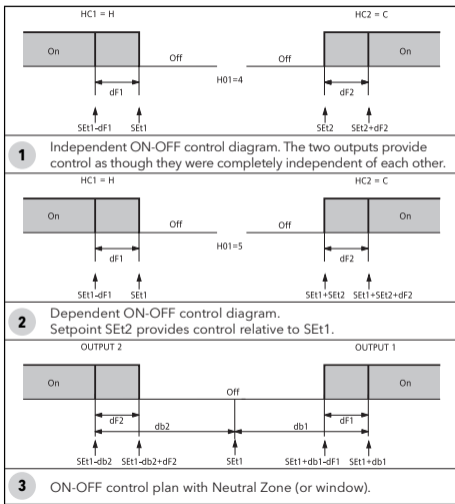 HC1 = H HC2 = C
On Off Off On
H01=4
dF1 dF2
SEt1-dF1 SEt1 SEt2 SEt2+dF2
1 Independent ON-OFF control diagram. The two outputs provide
control as though they were completely independent of each other.
HC1 = H HC2 = C
On Off Off On
H01=5
dF1 dF2
SEt1-dF1 SEt1 SEt1+SEt2 SEt1+SEt2+dF2
2 Dependent ON-OFF control diagram.
Setpoint SEt2 provides control relative to SEt1.
OUTPUT 2 OUTPUT 1
On Off On
dF2 dF1
db2 db1
SEt1-db2 SEt1-db2+dF2 SEt1 SEt1+db1-dF1 SEt1+db1
3 ON-OFF control plan with Neutral Zone (or window).